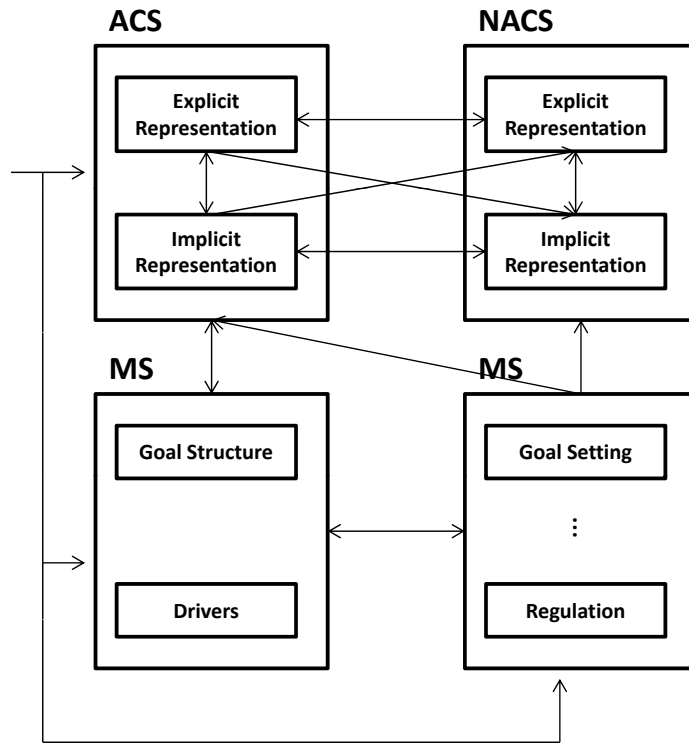 ACS
NACS
Explicit
Representation
Explicit
Representation
Implicit
Representation
Implicit
Representation
MS
MS
Goal Structure
Goal Setting
...
Drivers
Regulation